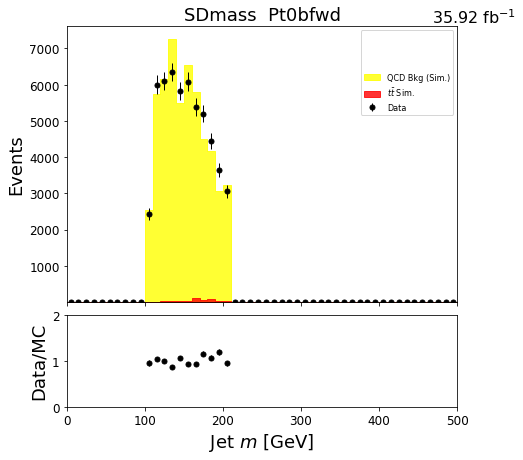 SDmass Pt0bfwd
35.92 fb⁻¹
7000
6000
5000
4000
3000
2000
1000
Events
QCD Bkg (Sim.)
tt̄ Sim.
Data
2
1
0
Data/MC
0 100 200 300 400 500
Jet m [GeV]